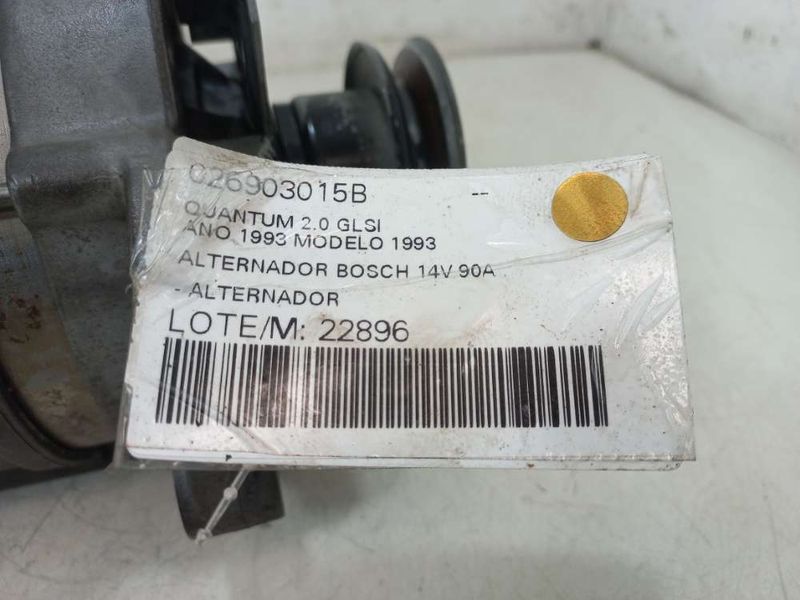 026903015B --
QUANTUM 2.0 GLSI
ANO 1993 MODELO 1993
ALTERNADOR BOSCH 14V 90A
- ALTERNADOR
LOTE/M: 22896